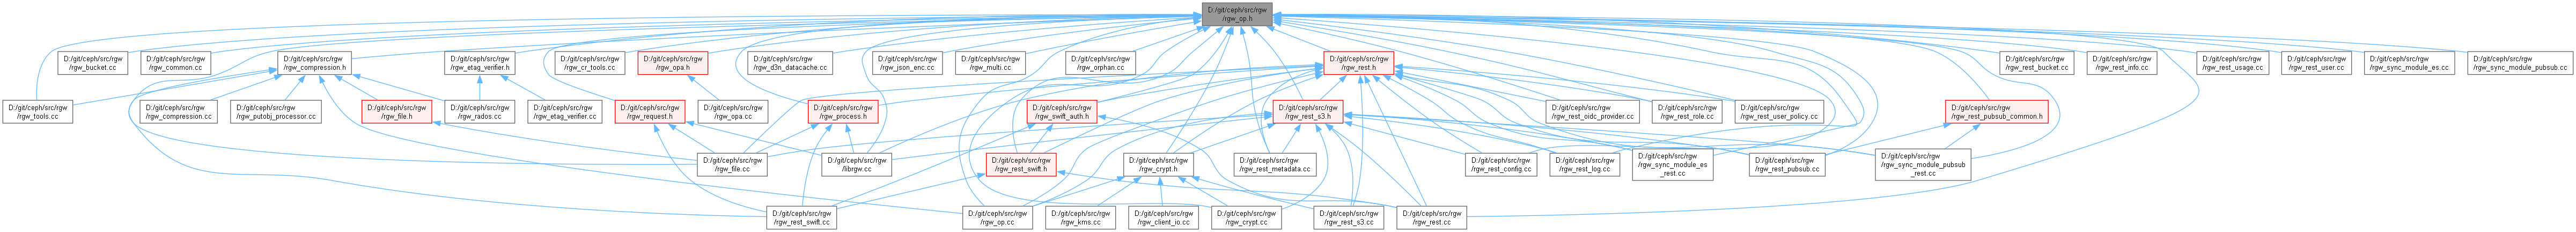 D:/git/ceph/src/rgw
/rgw_op.h
D:/git/ceph/src/rgw
/rgw_bucket.cc
D:/git/ceph/src/rgw
/rgw_common.cc
D:/git/ceph/src/rgw
/rgw_compression.h
D:/git/ceph/src/rgw
/rgw_etag_verifier.h
D:/git/ceph/src/rgw
/rgw_cr_tools.cc
D:/git/ceph/src/rgw
/rgw_opa.h
D:/git/ceph/src/rgw
/rgw_d3n_datacache.cc
D:/git/ceph/src/rgw
/rgw_json_enc.cc
D:/git/ceph/src/rgw
/rgw_multi.cc
D:/git/ceph/src/rgw
/rgw_orphan.cc
D:/git/ceph/src/rgw
/rgw_rest.h
D:/git/ceph/src/rgw
/rgw_rest_bucket.cc
D:/git/ceph/src/rgw
/rgw_rest_info.cc
D:/git/ceph/src/rgw
/rgw_rest_usage.cc
D:/git/ceph/src/rgw
/rgw_rest_user.cc
D:/git/ceph/src/rgw
/rgw_sync_module_es.cc
D:/git/ceph/src/rgw
/rgw_sync_module_pubsub.cc
D:/git/ceph/src/rgw
/rgw_tools.cc
D:/git/ceph/src/rgw
/rgw_compression.cc
D:/git/ceph/src/rgw
/rgw_putobj_processor.cc
D:/git/ceph/src/rgw
/rgw_file.h
D:/git/ceph/src/rgw
/rgw_rados.cc
D:/git/ceph/src/rgw
/rgw_etag_verifier.cc
D:/git/ceph/src/rgw
/rgw_request.h
D:/git/ceph/src/rgw
/rgw_opa.cc
D:/git/ceph/src/rgw
/rgw_process.h
D:/git/ceph/src/rgw
/rgw_swift_auth.h
D:/git/ceph/src/rgw
/rgw_rest_s3.h
D:/git/ceph/src/rgw
/rgw_rest_oidc_provider.cc
D:/git/ceph/src/rgw
/rgw_rest_role.cc
D:/git/ceph/src/rgw
/rgw_rest_user_policy.cc
D:/git/ceph/src/rgw
/rgw_rest_pubsub_common.h
D:/git/ceph/src/rgw
/rgw_file.cc
D:/git/ceph/src/rgw
/librgw.cc
D:/git/ceph/src/rgw
/rgw_rest_swift.h
D:/git/ceph/src/rgw
/rgw_crypt.h
D:/git/ceph/src/rgw
/rgw_rest_metadata.cc
D:/git/ceph/src/rgw
/rgw_rest_config.cc
D:/git/ceph/src/rgw
/rgw_rest_log.cc
D:/git/ceph/src/rgw
/rgw_sync_module_es
_rest.cc
D:/git/ceph/src/rgw
/rgw_rest_pubsub.cc
D:/git/ceph/src/rgw
/rgw_sync_module_pubsub
_rest.cc
D:/git/ceph/src/rgw
/rgw_rest_swift.cc
D:/git/ceph/src/rgw
/rgw_op.cc
D:/git/ceph/src/rgw
/rgw_kms.cc
D:/git/ceph/src/rgw
/rgw_client_io.cc
D:/git/ceph/src/rgw
/rgw_crypt.cc
D:/git/ceph/src/rgw
/rgw_rest_s3.cc
D:/git/ceph/src/rgw
/rgw_rest.cc